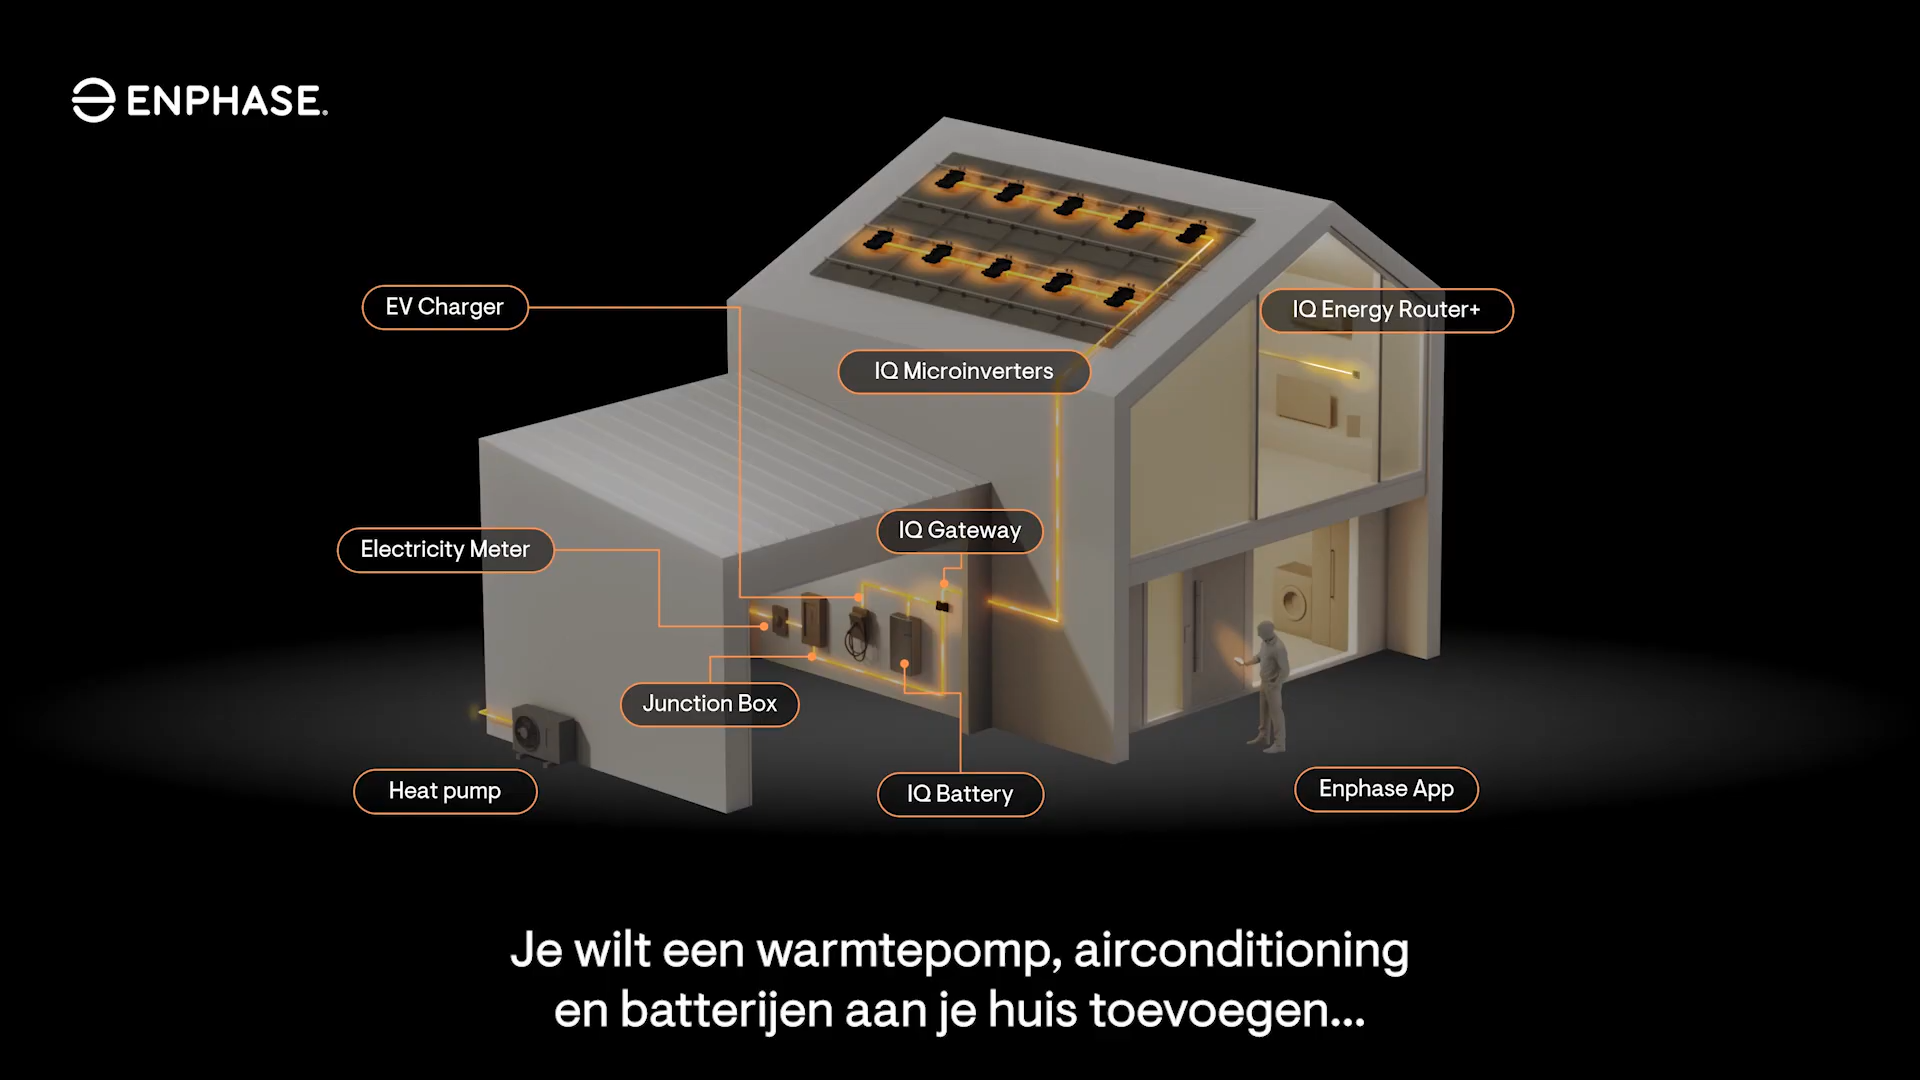 ENPHASE.
EV Charger
IQ Energy Router+
IQ Microinverters
IQ Gateway
Electricity Meter
Junction Box
Heat pump
IQ Battery
Enphase App
Je wilt een warmtepomp, airconditioning
en batterijen aan je huis toevoegen...